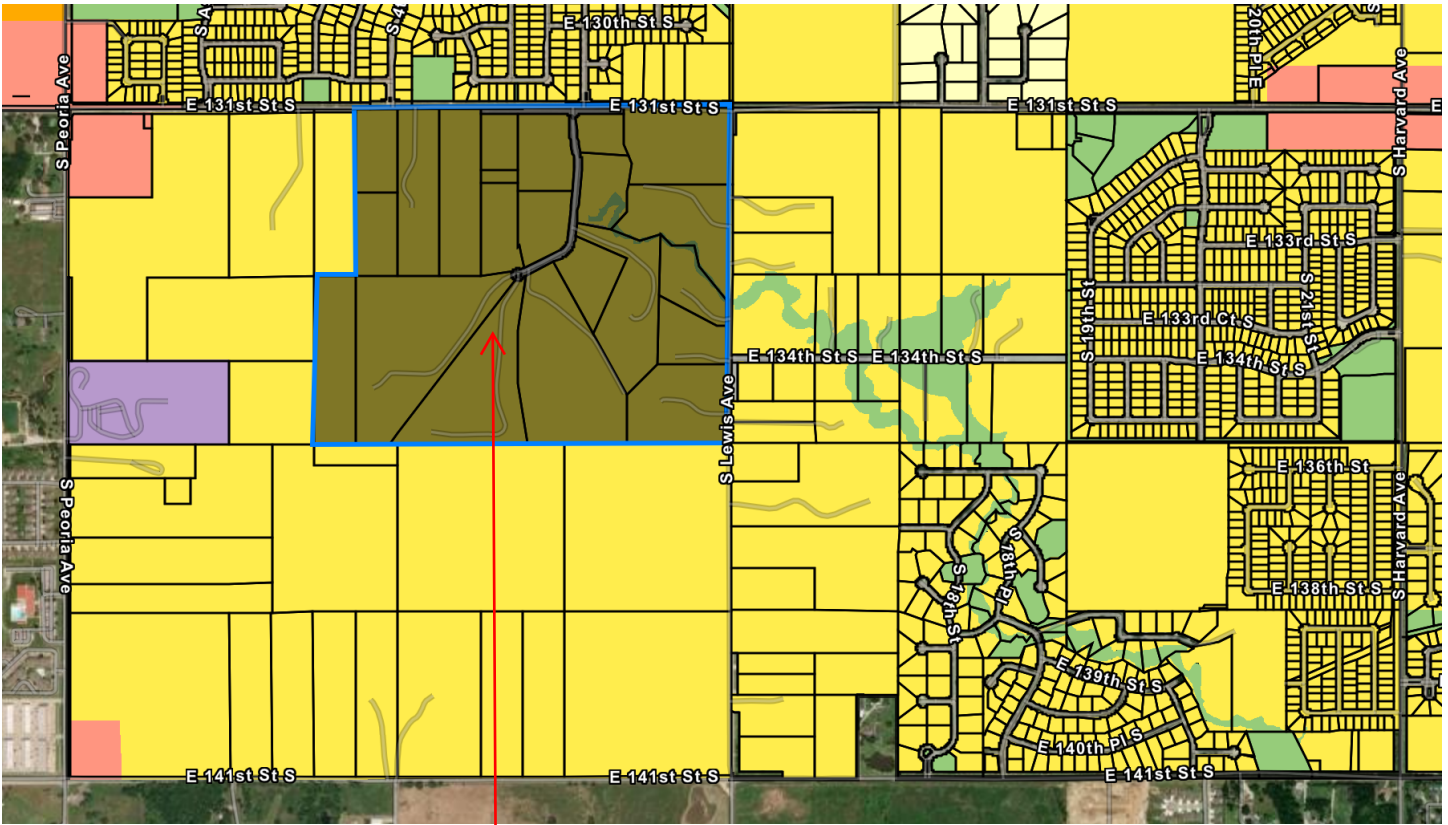 S A
S 4
E 130th St S
20th Pl E
S
S Peoria Ave
S Harvard Ave
E 131st St S
E 131st St S
E 131st St S
E
E 133rd St S
S 19th St
S 21st St
E 133rd Ct S
E 134th St S
E 134th St S
E 134th St S
S Lewis Ave
E 136th St
S Peoria Ave
S Harvard Ave
S 18th Pl
S 18th St
E 138th St S
E 139th St S
E 140th Pl S
E 141st St S
E 141st St S
E 141st St S